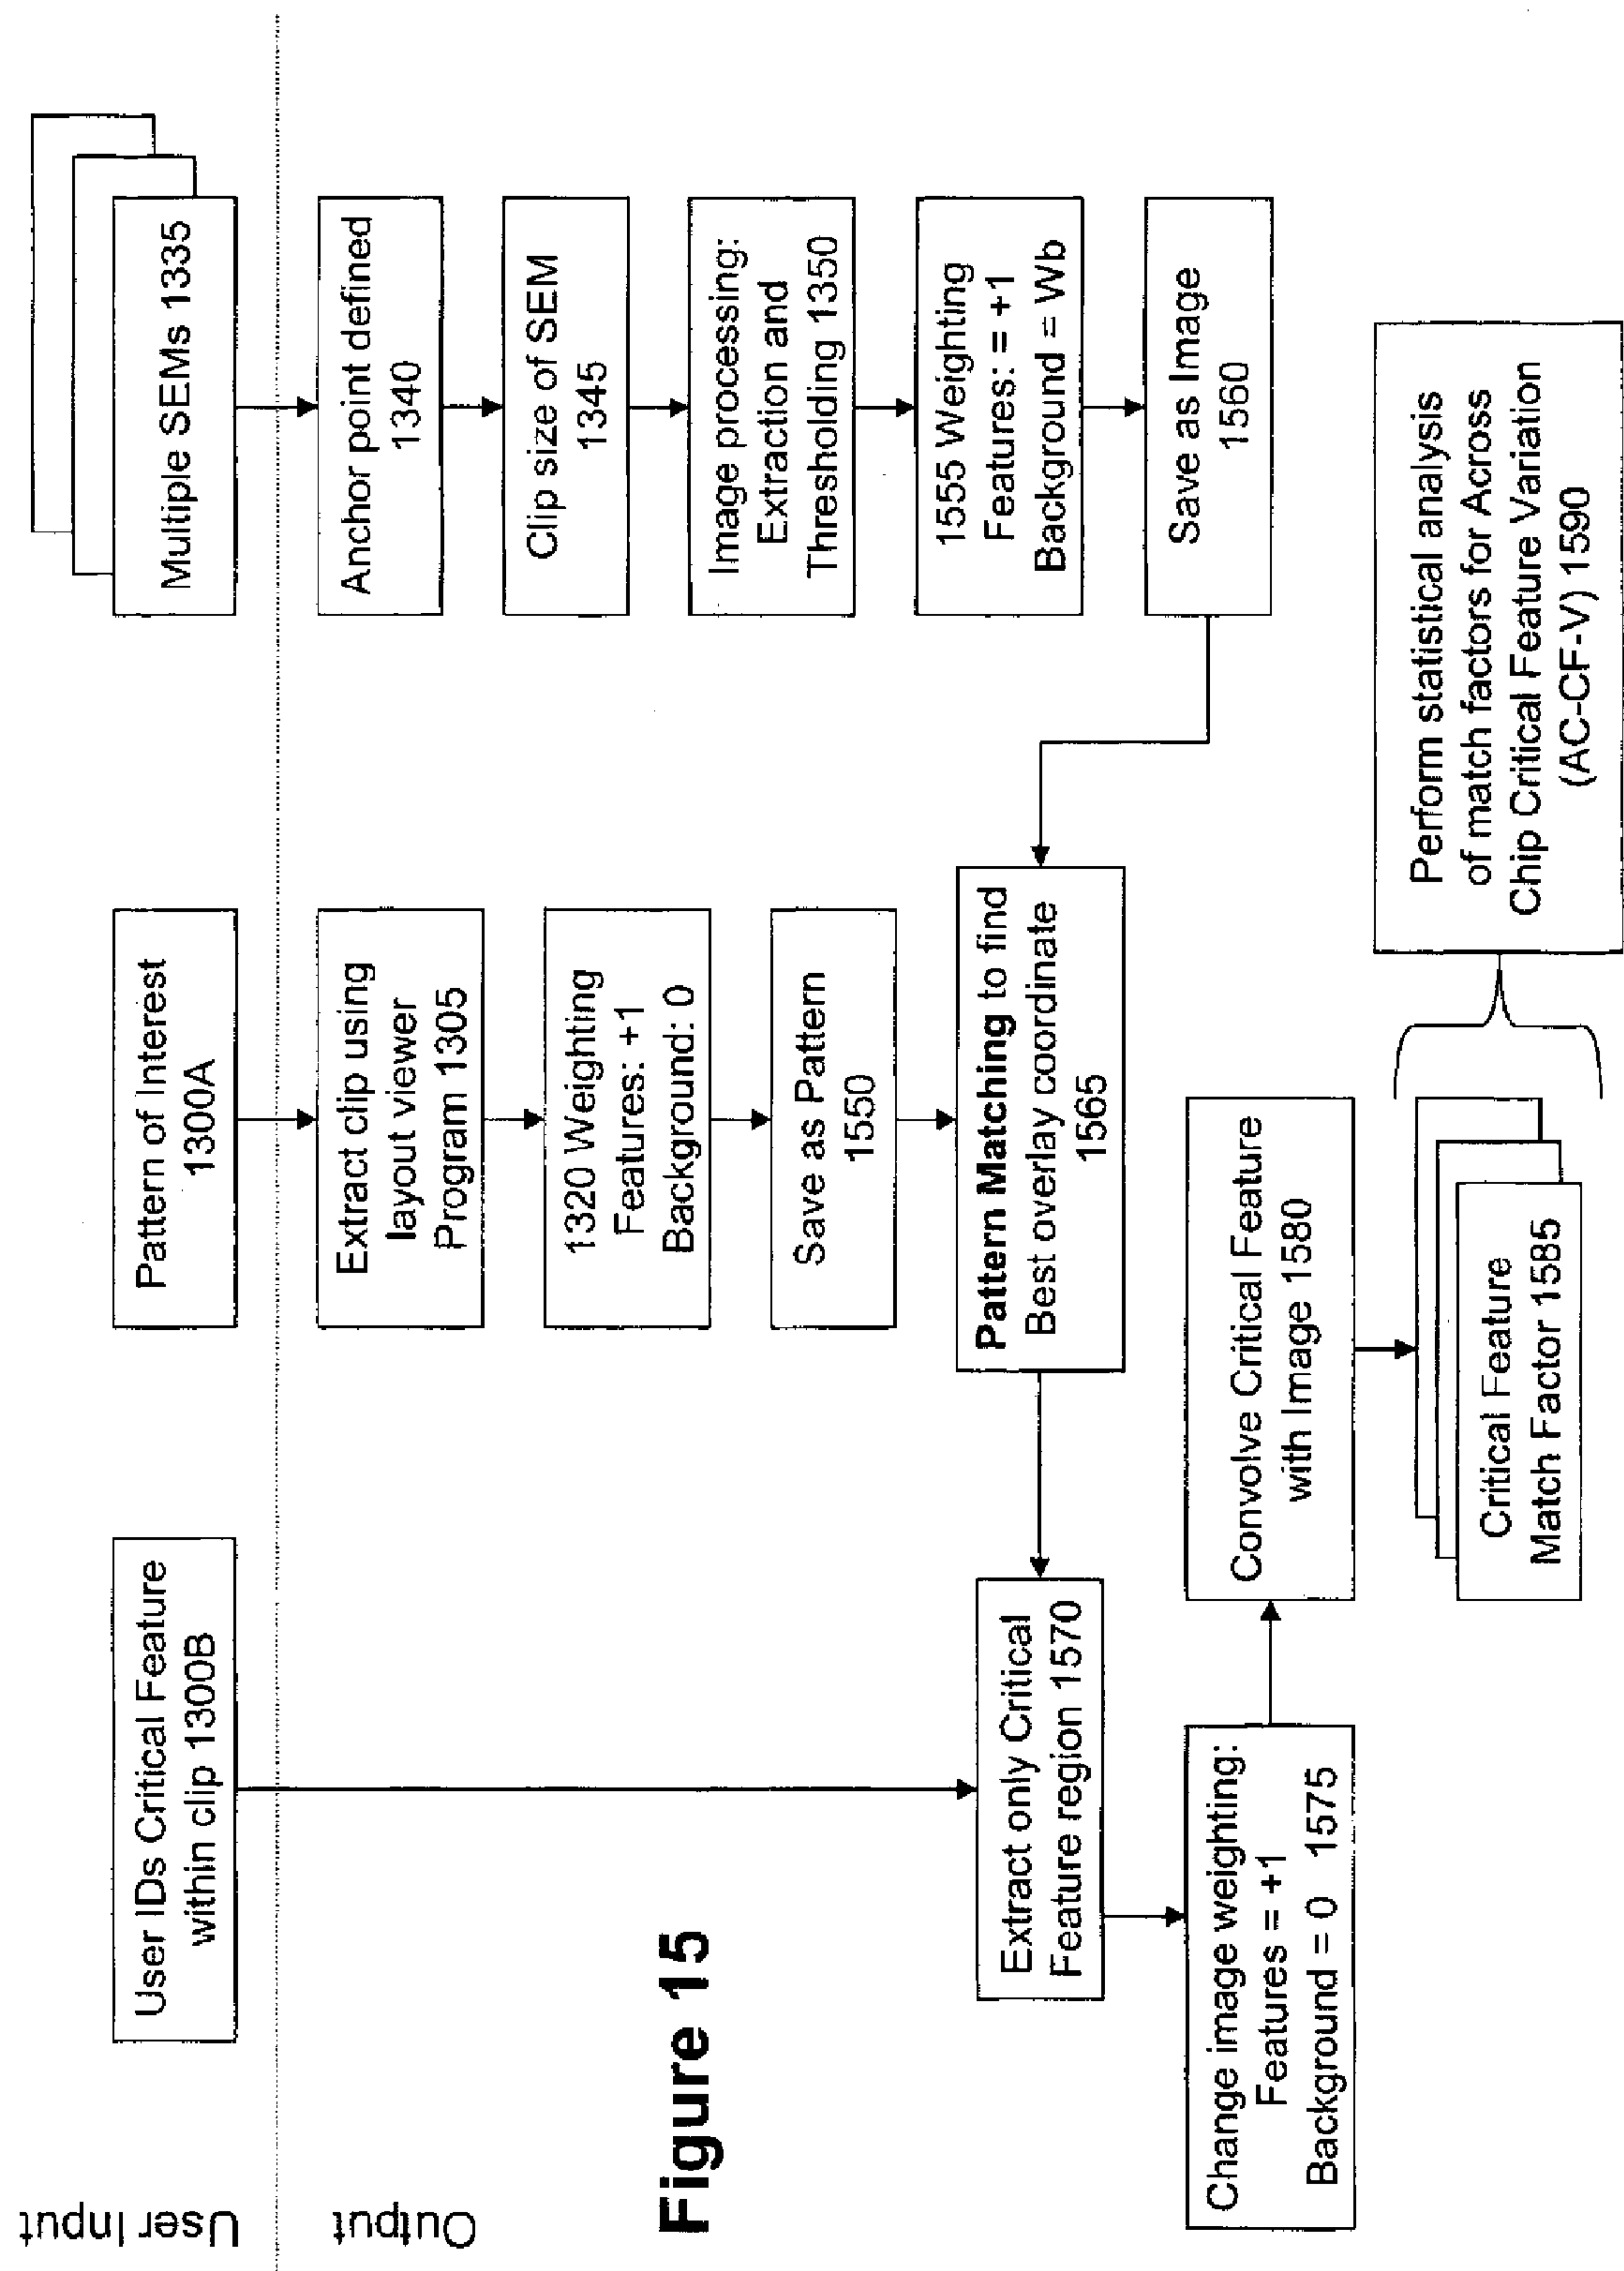 User Input
User IDs Critical Feature
within clip 1300B
Pattern of Interest
1300A
Multiple SEMs 1335
Output
Extract clip using
layout viewer
Program 1305
1320 Weighting
Features: +1
Background: 0
Save as Pattern
1550
Anchor point defined
1340
Clip size of SEM
1345
Image processing:
Extraction and
Thresholding 1350
1555 Weighting
Features: = +1
Background = Wb
Save as Image
1560
Pattern Matching to find
Best overlay coordinate
1565
Extract only Critical
Feature region 1570
Change image weighting:
Features = +1
Background = 0 1575
Convolve Critical Feature
with Image 1580
Critical Feature
Match Factor 1585
Perform statistical analysis
of match factors for Across
Chip Critical Feature Variation
(AC-CF-V) 1590
Figure 15